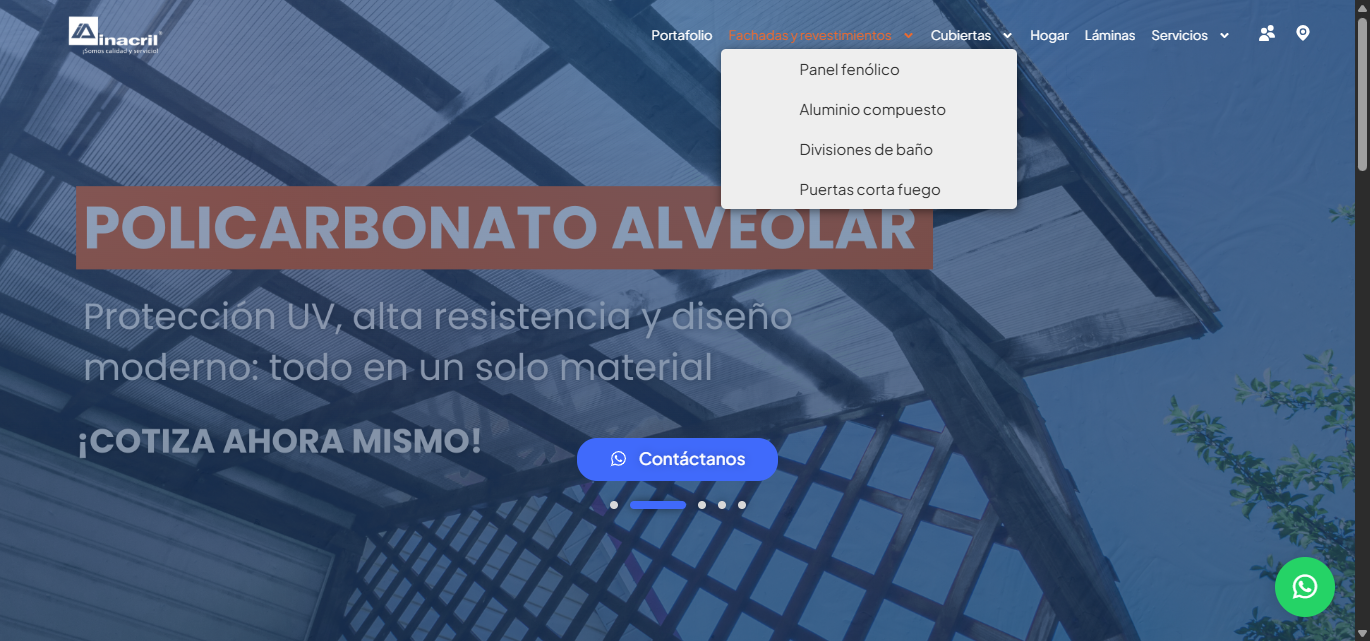 inacril
¡Somos calidad y servicio!
Portafolio
Fachadas y revestimientos
Cubiertas
Hogar
Láminas
Servicios
Panel fenólico
Aluminio compuesto
Divisiones de baño
Puertas corta fuego
POLICARBONATO ALVEOLAR
Protección UV, alta resistencia y diseño
moderno: todo en un solo material
¡COTIZA AHORA MISMO!
Contáctanos